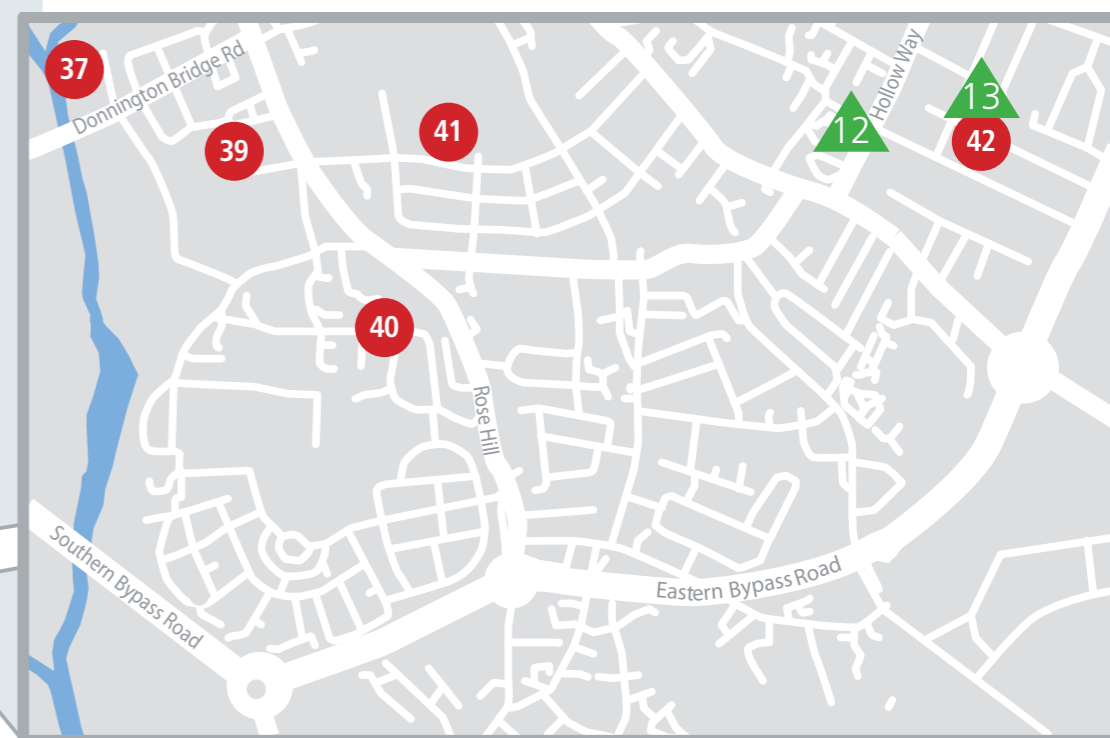 37
Donnington Bridge Rd
39
41
Hollow Way
12
13
42
40
Rose Hill
Southern Bypass Road
Eastern Bypass Road